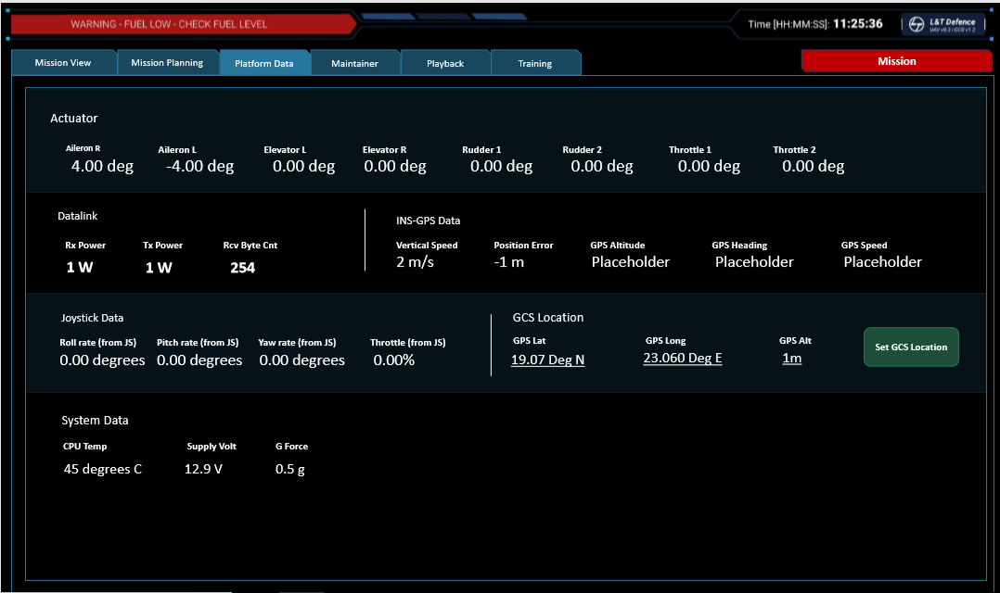 WARNING - FUEL LOW - CHECK FUEL LEVEL
Time [HH:MM:SS]: 11:25:36
L&T Defence
UAV v8.3 | GCS v1.2
Mission View
Mission Planning
Platform Data
Maintainer
Playback
Training
Mission
Actuator
Aileron R
Aileron L
Elevator L
Elevator R
Rudder 1
Rudder 2
Throttle 1
Throttle 2
4.00 deg
-4.00 deg
0.00 deg
0.00 deg
0.00 deg
0.00 deg
0.00 deg
0.00 deg
Datalink
Rx Power
Tx Power
Rcv Byte Cnt
1 W
1 W
254
INS-GPS Data
Vertical Speed
Position Error
GPS Altitude
GPS Heading
GPS Speed
2 m/s
-1 m
Placeholder
Placeholder
Placeholder
Joystick Data
Roll rate (from JS)
Pitch rate (from JS)
Yaw rate (from JS)
Throttle (from JS)
0.00 degrees
0.00 degrees
0.00 degrees
0.00%
GCS Location
GPS Lat
GPS Long
GPS Alt
19.07 Deg N
23.060 Deg E
1m
Set GCS Location
System Data
CPU Temp
Supply Volt
G Force
45 degrees C
12.9 V
0.5 g